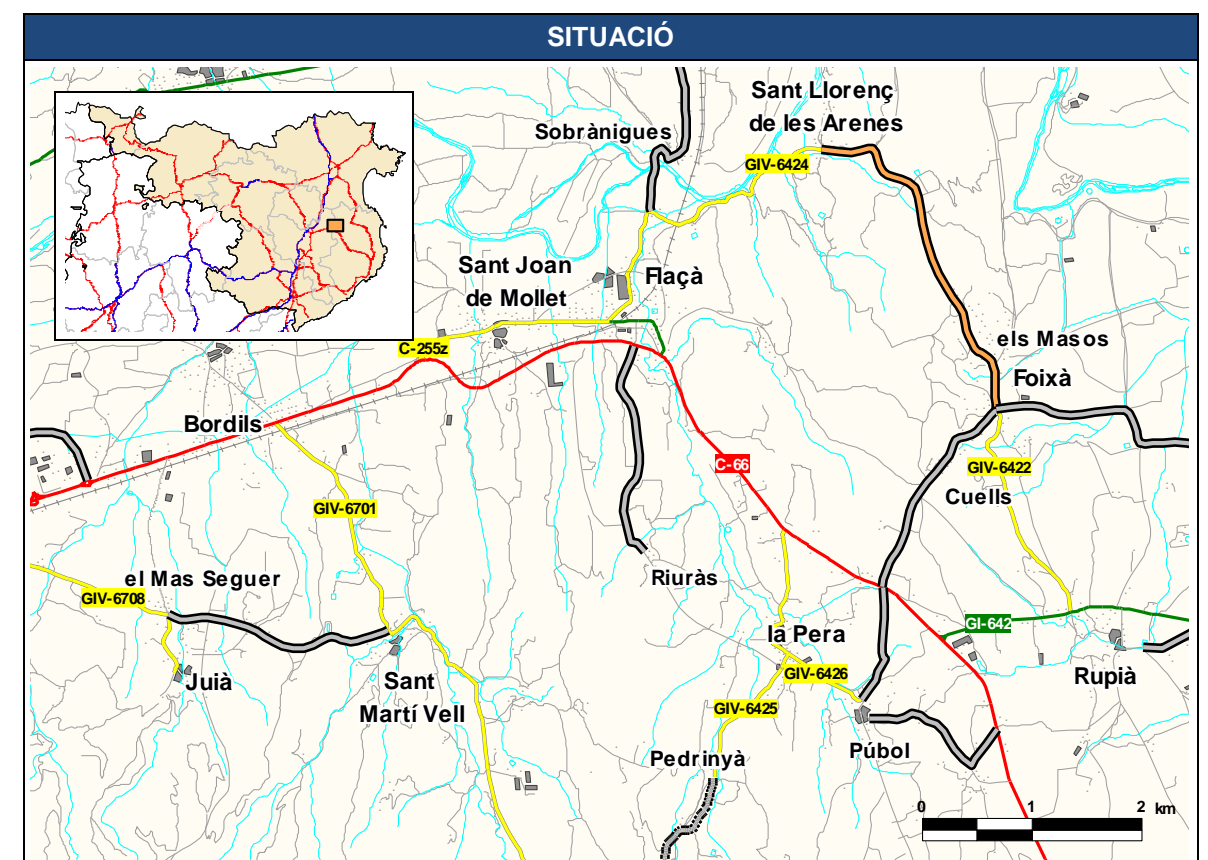 SITUACIÓ
Sant Llorenç
de les Arenes
Sobrànigues
GIV-6424
Sant Joan
de Mollet
Flaçà
C-255z
els Masos
Foixà
Bordils
C-66
GIV-6422
Cuells
GIV-6701
el Mas Seguer
Riuràs
GIV-6708
GI-642
la Pera
Juià
Sant
Martí Vell
GIV-6426
Rupià
GIV-6425
Púbol
Pedrinyà
0 1 2 km